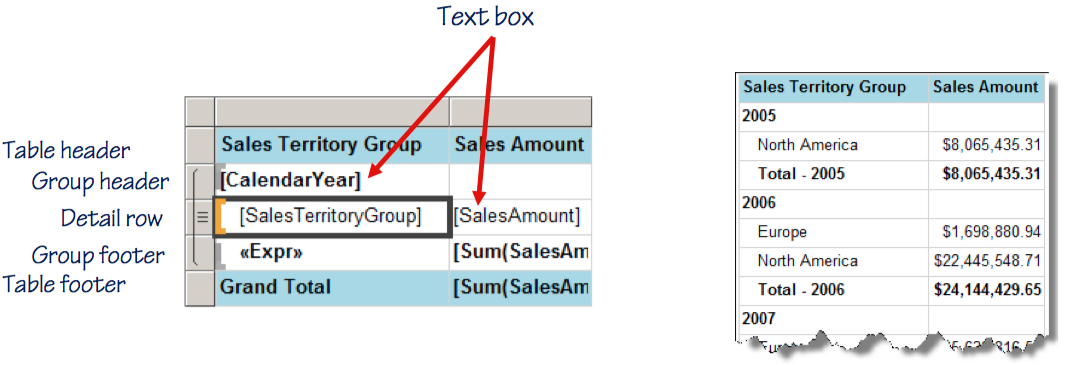 Text box
Table header
Group header
Detail row
Group footer
Table footer
Sales Territory Group Sales Amount
[CalendarYear]
[SalesTerritoryGroup] [SalesAmount]
«Expr» [Sum(SalesAm
Grand Total [Sum(SalesAm
Sales Territory Group Sales Amount
2005
North America $8,065,435.31
Total - 2005 $8,065,435.31
2006
Europe $1,698,880.94
North America $22,445,548.71
Total - 2006 $24,144,429.65
2007